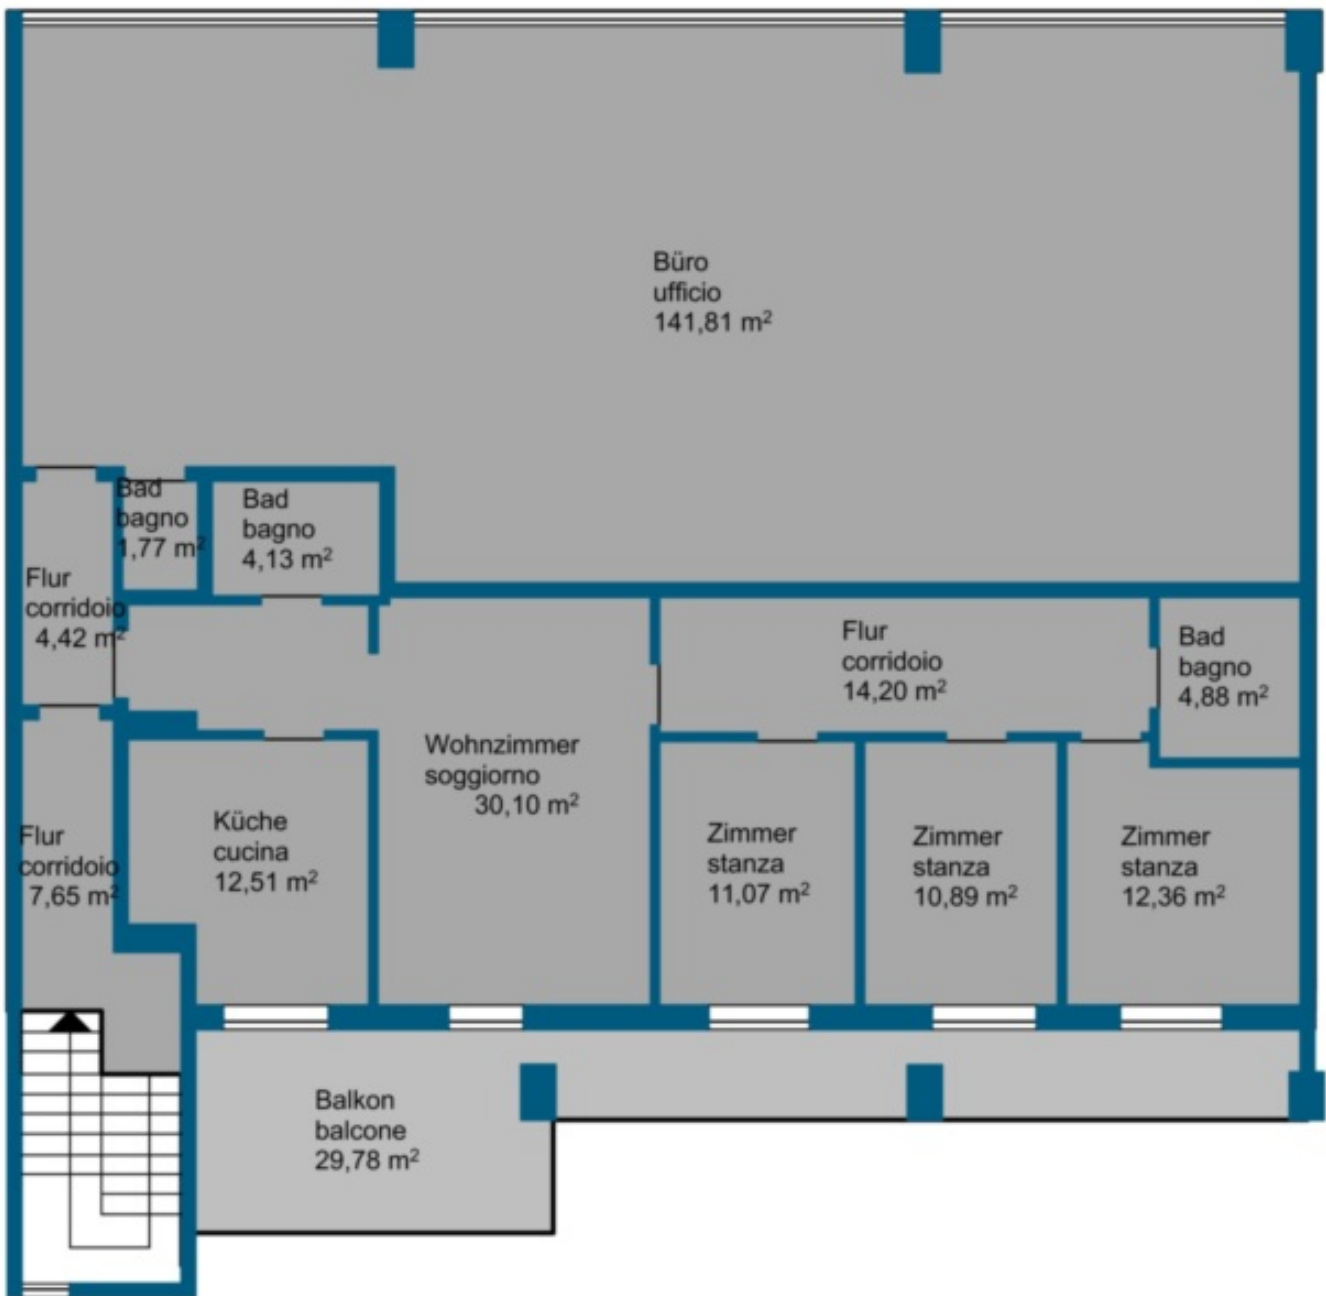 Büro
ufficio
141,81 m²
Bad
bagno
1,77 m²
Bad
bagno
4,13 m²
Flur
corridoio
4,42 m²
Flur
corridoio
14,20 m²
Bad
bagno
4,88 m²
Wohnzimmer
soggiorno
30,10 m²
Flur
corridoio
7,65 m²
Küche
cucina
12,51 m²
Zimmer
stanza
11,07 m²
Zimmer
stanza
10,89 m²
Zimmer
stanza
12,36 m²
Balkon
balcone
29,78 m²